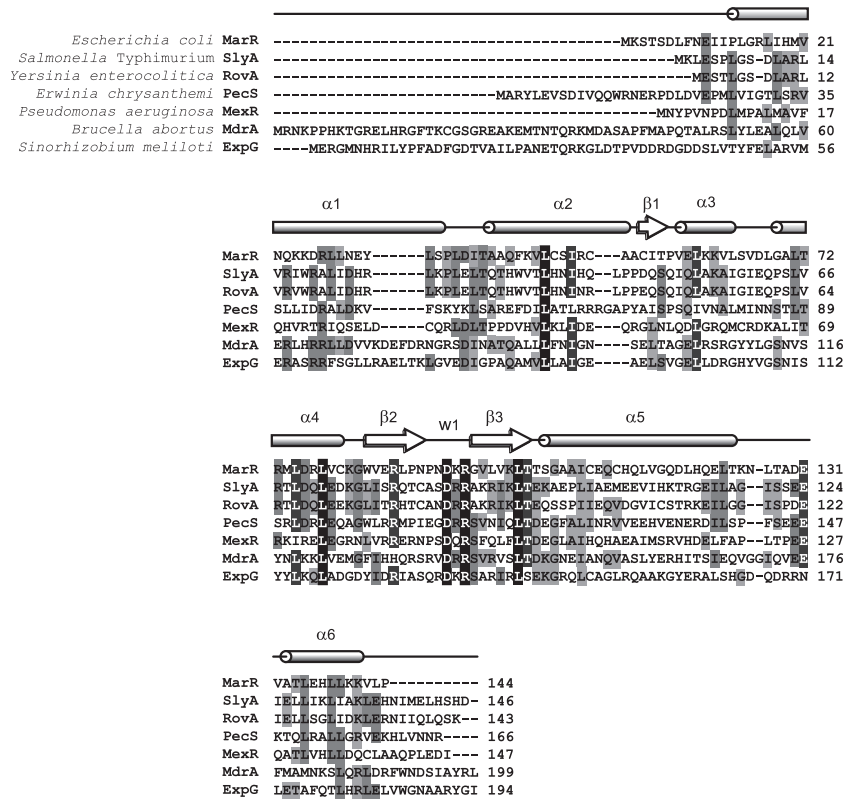 Escherichia coli MarR ---------------------------------------MKSTSDLFNEIIPLGRLIHMV 21
Salmonella Typhimurium SlyA ---------------------------------------------MKLESPLGS-DLARL 14
Yersinia enterocolitica RovA -----------------------------------------------MESTLGS-DLARL 12
Erwinia chrysanthemi PecS -------------------------MARYLEVSDIVQQWRNERPDLDVEPMLVIGTLSRV 35
Pseudomonas aeruginosa MexR -------------------------------------------MNYPVNPDLMPALMAVF 17
Brucella abortus MdrA MRNKPPHKTGRELHRGFTKCGSGREAKEMTNTQRKMDASAPFMAPQTALRSLYLEALQLV 60
Sinorhizobium meliloti ExpG ----MERGMNHRILYPFADFGDTVAILPANETQRKGLDTPVDDRDGDDSLVTYFELARVM 56
α1 α2 β1 α3
MarR NQKKDRLLNEY------LSPLDITAAQFKVLCSIRC---AACITPVELKKVLSVDLGALT 72
SlyA VRIWRALIDHR------LKPLELTQTHWVTLHNIHQ-LPPDQSQIQLAKAIGIEQPSLV 66
RovA VRVWRALIDHR------LKPLELTQTHWVTLHNINR-LPPEQSQIQLAKAIGIEQPSLV 64
PecS SLLIDRALDKV------FSKYKLSAREFDILATLRRRGAPYAISPSQIVNALMINNSTLT 89
MexR QHVRTRIQSELD-----CQRLDLTPPDVHVLKLIDE---QRGLNLQDLGRQMCRDKALIT 69
MdrA ERLHRRLLDVVKDEFDRNGRSDINATQALLLFNIGN----SELTAGELRSRGYYLGSNVS 116
ExpG ERASRRFSGLLRAELTKLGVEDIGPAQAMVLLAIGE----AELSVGELLDRGHYVGSNIS 112
α4 β2 w1 β3 α5
MarR RMLDRLVCKGWVERLPNPNDKRGVLVKLTTSGAAICEQCHQLVGQDLHQELTKN-LTADE 131
SlyA RTLDQLEDKGLISRQTCASDRRAKRIKLTEKAEPLIAEMEEVIHKTRGEILAG--ISSEE 124
RovA RTLDQLEEKGLITRHTCANDRRAKRIKLTEQSSPIIEQVDGVICSTRKEILGG--ISPDE 122
PecS SRLDRLEQAGWLRRMPIEGDRRSVNIQLTDEGFALINRVVEEHVENERDILSP--FSEEE 147
MexR RKIRELEGRNLVRRERNPSDQRSFQLFLTDEGLAIHQHAEAIMSRVHDELFAP--LTPEE 127
MdrA YNLKKLVEMGFIHHQRSRVDRRSVRVSLTDKGNEIANQVASLYERHITSIEQVGGIQVEE 176
ExpG YYLKQLADGDYIDRIASQRDKRSARIRLSEKGRQLCAGLRQAAKGYERALSHGD-QDRRN 171
α6
MarR VATLEHLLKKVLP---------- 144
SlyA IELLIKLIAKLEHNIMELHSHD- 146
RovA IELLSGLIDKLERNIIQLQSK-- 143
PecS KTQLRALLGRVEKHLVNNR---- 166
MexR QATLVHLLDQCLAAQPLEDI--- 147
MdrA FMAMNKSLQRLDRFWNDSIAYRL 199
ExpG LETAFQTLHRLELVWGNAARYGI 194